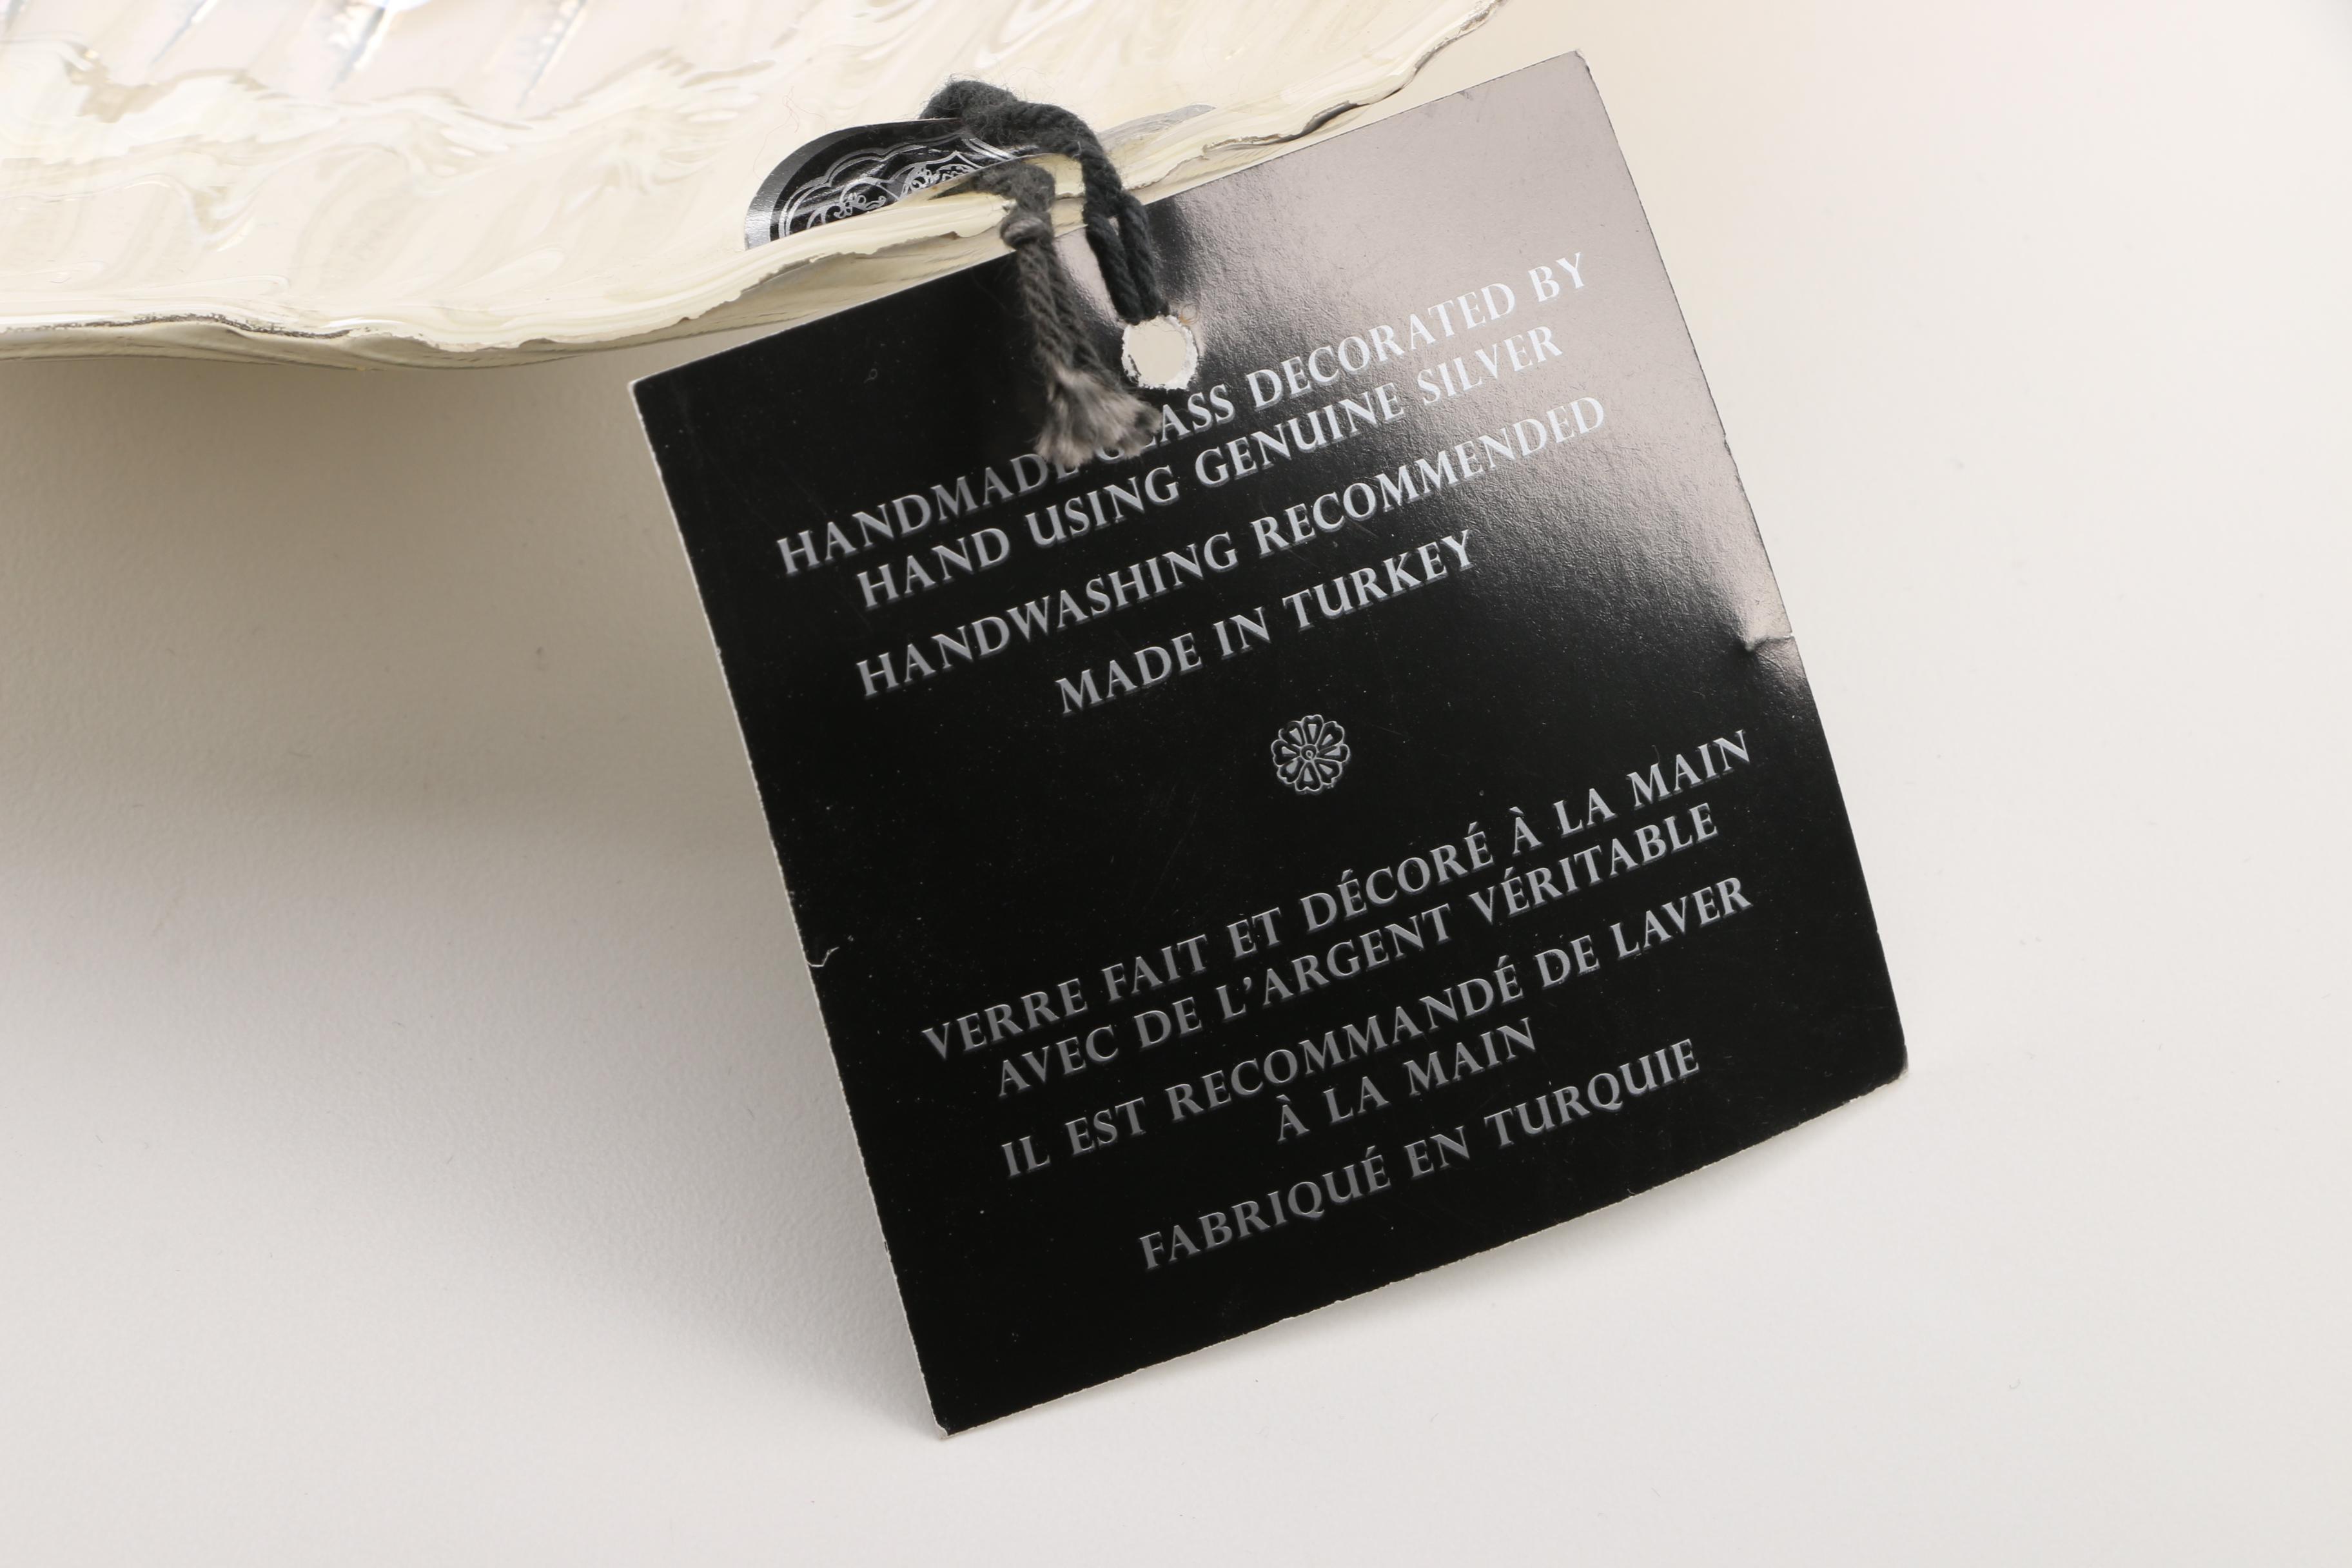 HANDMADE GLASS DECORATED BY
HAND USING GENUINE SILVER
HANDWASHING RECOMMENDED
MADE IN TURKEY
VERRE FAIT ET DÉCORÉ À LA MAIN
AVEC DE L'ARGENT VÉRITABLE
IL EST RECOMMANDÉ DE LAVER
À LA MAIN
FABRIQUÉ EN TURQUIE